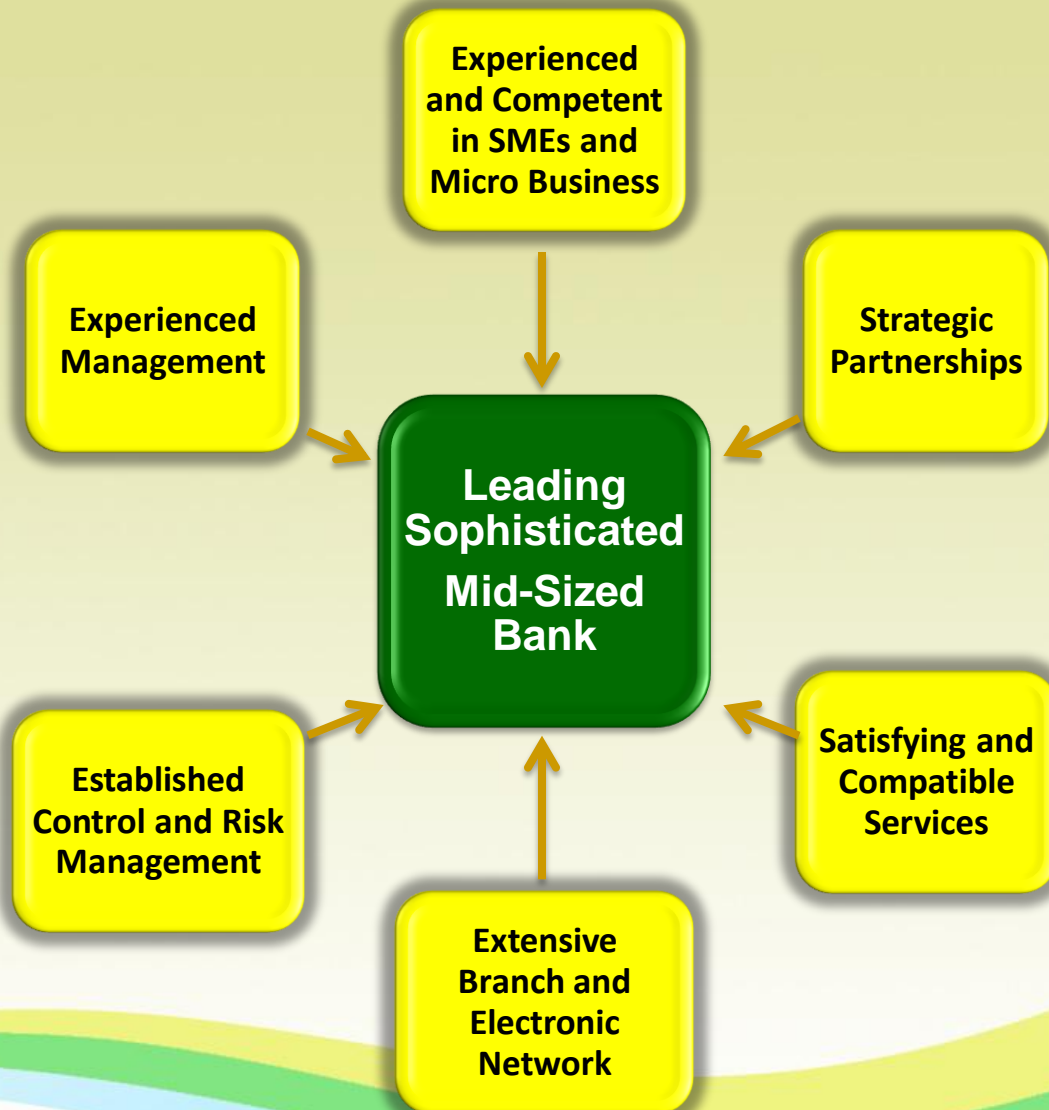 Experienced
and Competent
in SMEs and
Micro Business
Experienced
Management
Strategic
Partnerships
Leading
Sophisticated
Mid-Sized
Bank
Established
Control and Risk
Management
Satisfying and
Compatible
Services
Extensive
Branch and
Electronic
Network